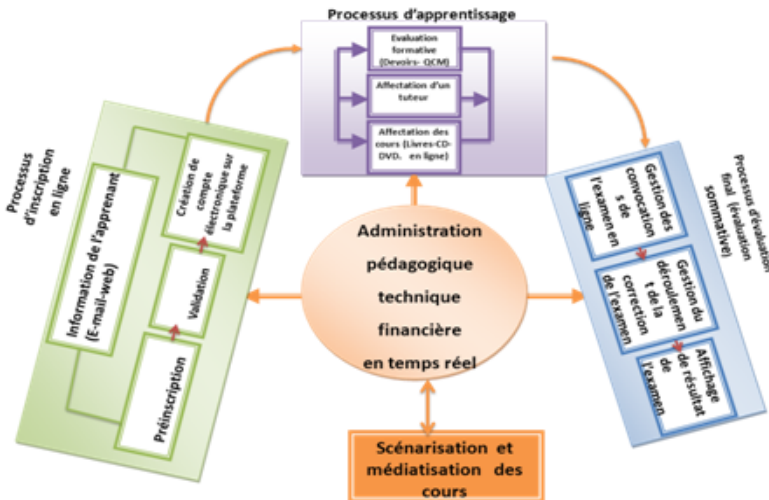 Processus d'apprentissage
Evaluation
formative
(Devoirs- QCM)
Affectation d'un
tuteur
Affectation des
cours (Livres-CD-
DVD, en ligne)
Processus
d'inscription
en ligne
Information de l'apprenant
(E-mail-web)
Création de
compte
électronique sur
la plateforme
Validation
Préinscription
Administration
pédagogique
technique
financière
en temps réel
Scénarisation et
médiatisation des
cours
Processus d'évaluation
final (évaluation
sommative)
Gestion des
convocation
s de
l'examen en
ligne
Gestion du
déroulemen
t de la
correction
de l'examen
Affichage
de résultat
de
l'examen